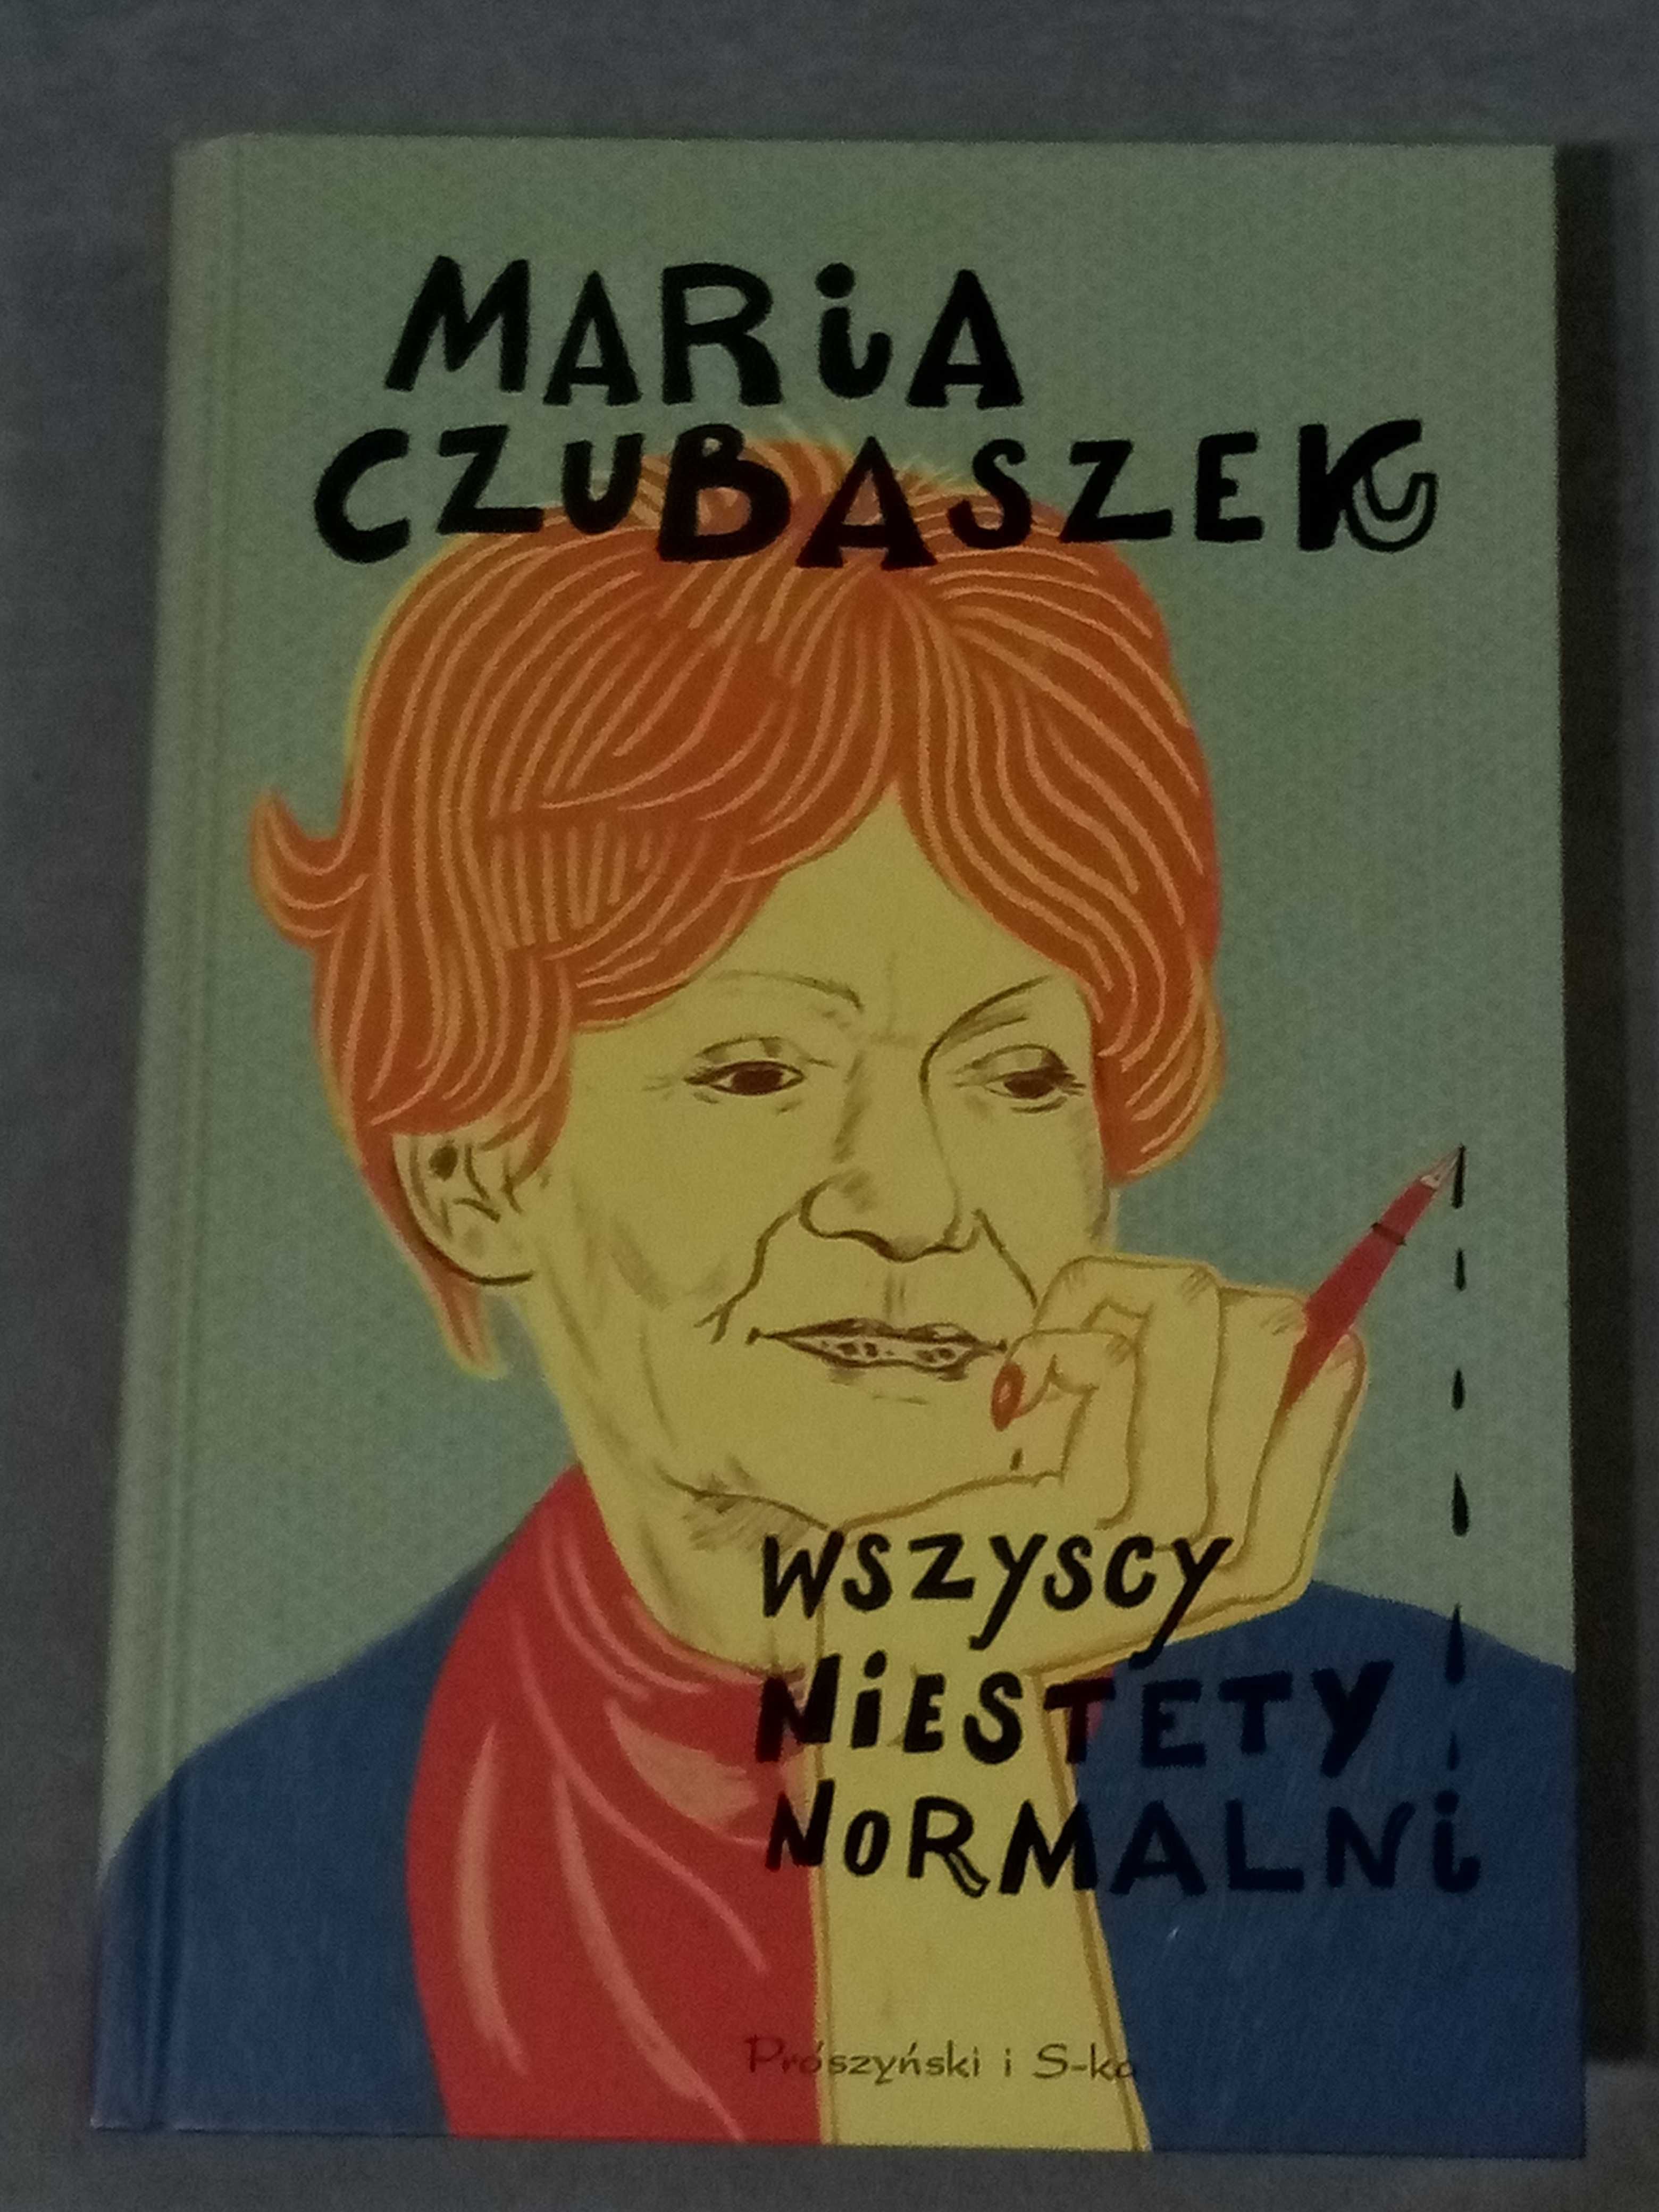 MARiA
CZUBASZEK
WSZYSCY
NiESTETY
NORMALNi
Prószyński i S-ka